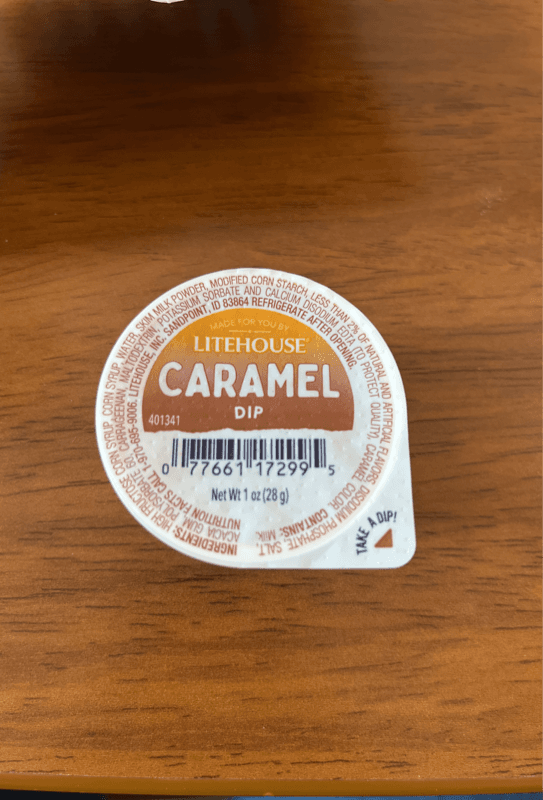 MADE FOR YOU BY
LITEHOUSE
CARAMEL
DIP
401341
0 77661 17299 5
Net Wt 1 oz (28 g)
INGREDIENTS: HIGH FRUCTOSE CORN SYRUP, CORN SYRUP, WATER, SKIM MILK POWDER, MODIFIED CORN STARCH, LESS THAN 2% OF NATURAL AND ARTIFICIAL FLAVORS, DISODIUM PHOSPHATE, SALT,
ACACIA GUM, POLYSORBATE 60, CARRAGEENAN, MALTODEXTRIN, POTASSIUM SORBATE AND CALCIUM DISODIUM EDTA (TO PROTECT QUALITY), CARAMEL COLOR. CONTAINS: Milk.
NUTRITION FACTS CALL 1-970-695-9006. LITEHOUSE, INC. SANDPOINT, ID 83864 REFRIGERATE AFTER OPENING.
TAKE A DIP!